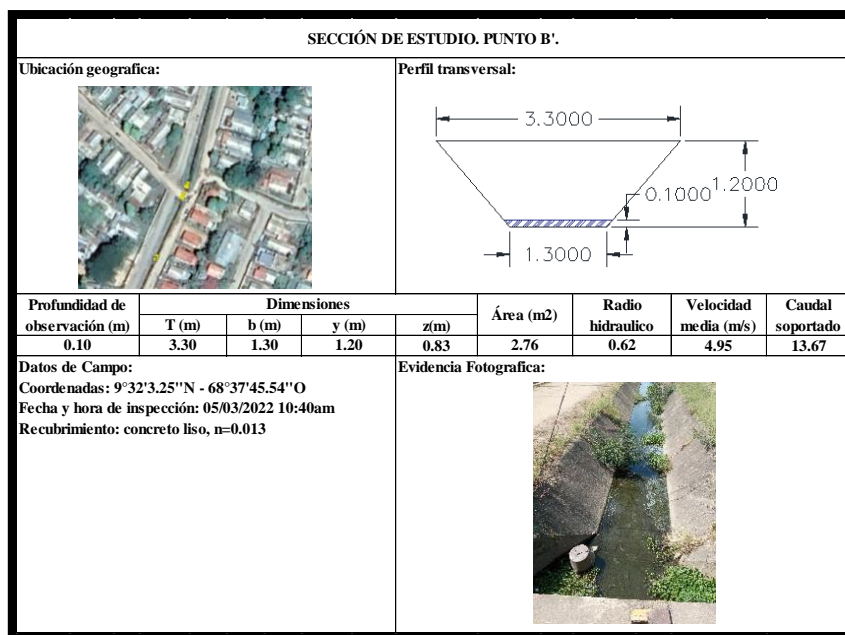 SECCIÓN DE ESTUDIO. PUNTO B'.
Ubicación geografica:
Perfil transversal:
3.3000
0.1000
1.2000
1.3000
Profundidad de observación (m)
Dimensiones
T (m) b (m) y (m) z(m)
Área (m2)
Radio hidraulico
Velocidad media (m/s)
Caudal soportado
0.10 3.30 1.30 1.20 0.83 2.76 0.62 4.95 13.67
Datos de Campo:
Coordenadas: 9°32'3.25"N - 68°37'45.54"O
Fecha y hora de inspección: 05/03/2022 10:40am
Recubrimiento: concreto liso, n=0.013
Evidencia Fotografica: